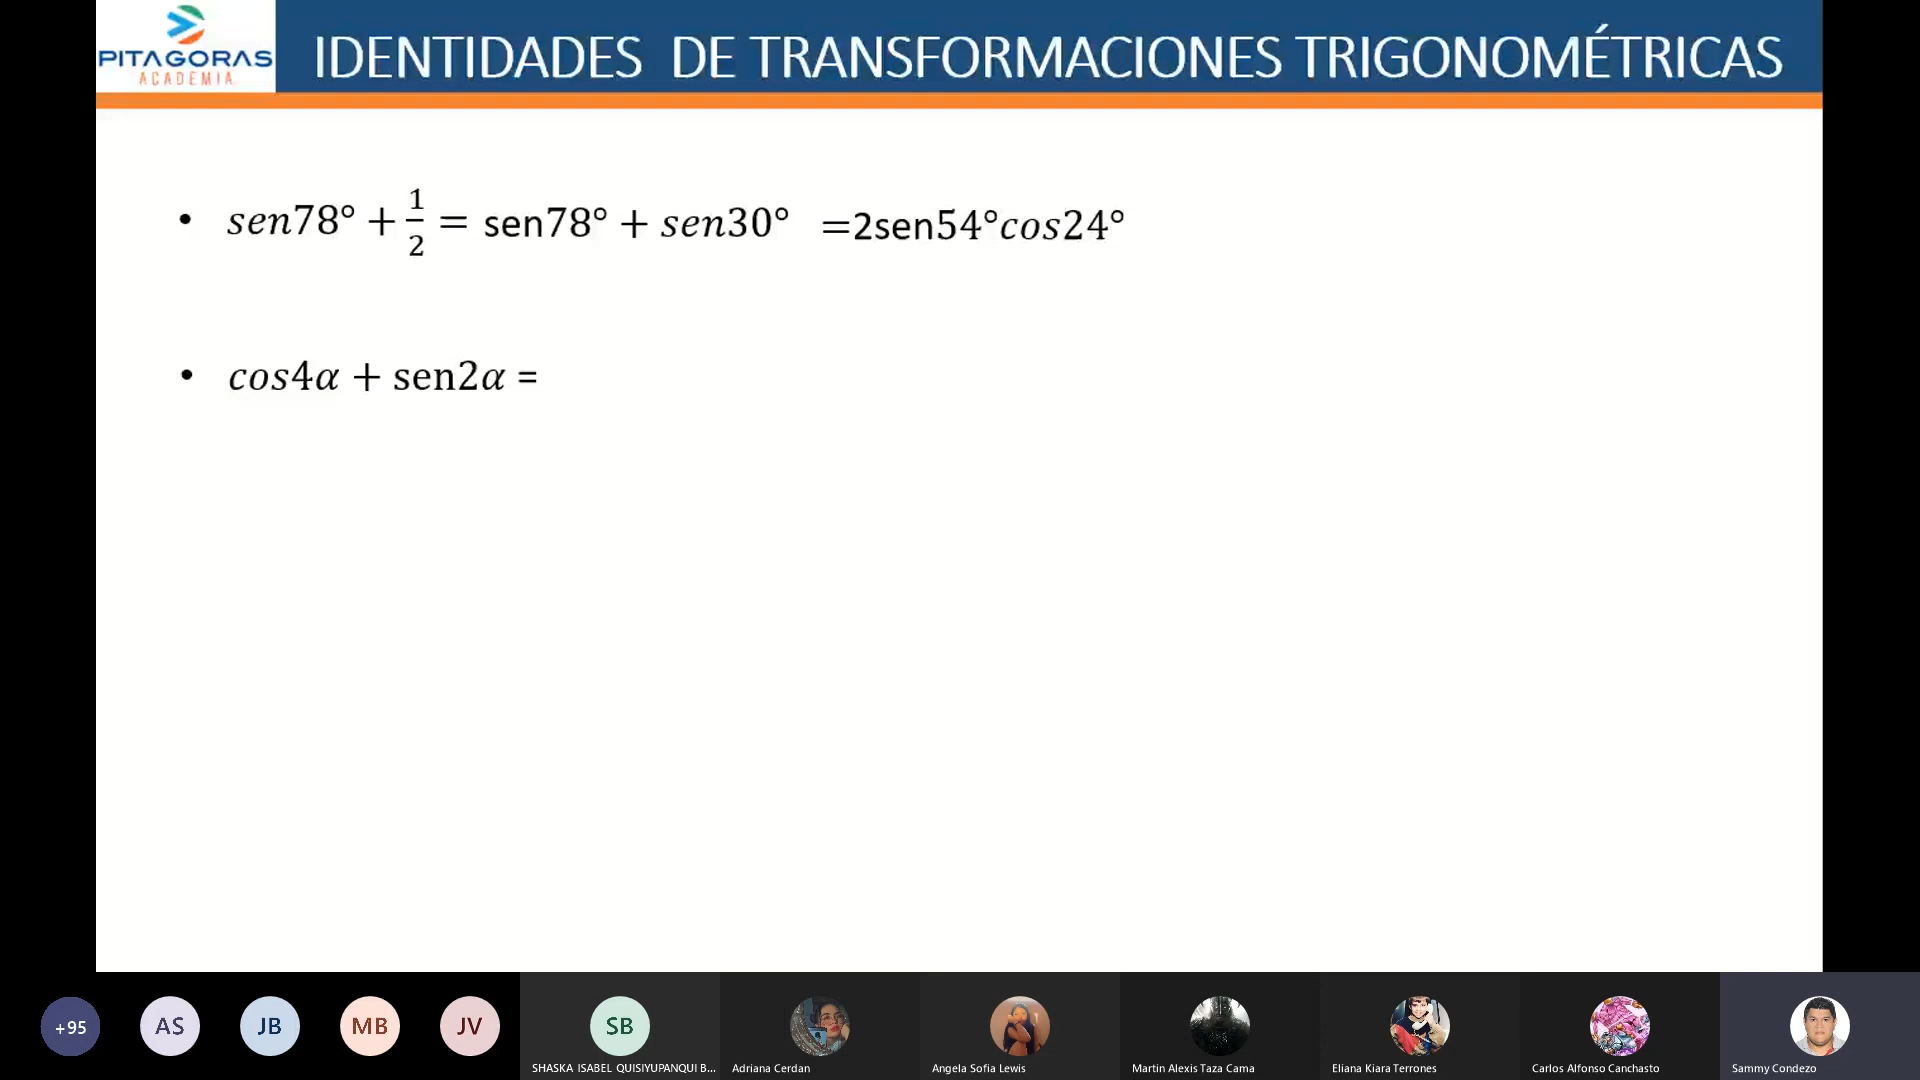 PITAGORAS
ACADEMIA
IDENTIDADES DE TRANSFORMACIONES TRIGONOMÉTRICAS
• sen78° + 1/2 = sen78° + sen30° =2sen54°cos24°
• cos4α + sen2α =
+95 AS JB MB JV SB
SHASKA ISABEL QUISIYUPANQUI B... Adriana Cerdan Angela Sofia Lewis Martin Alexis Taza Cama Eliana Kiara Terrones Carlos Alfonso Canchasto Sammy Condezo